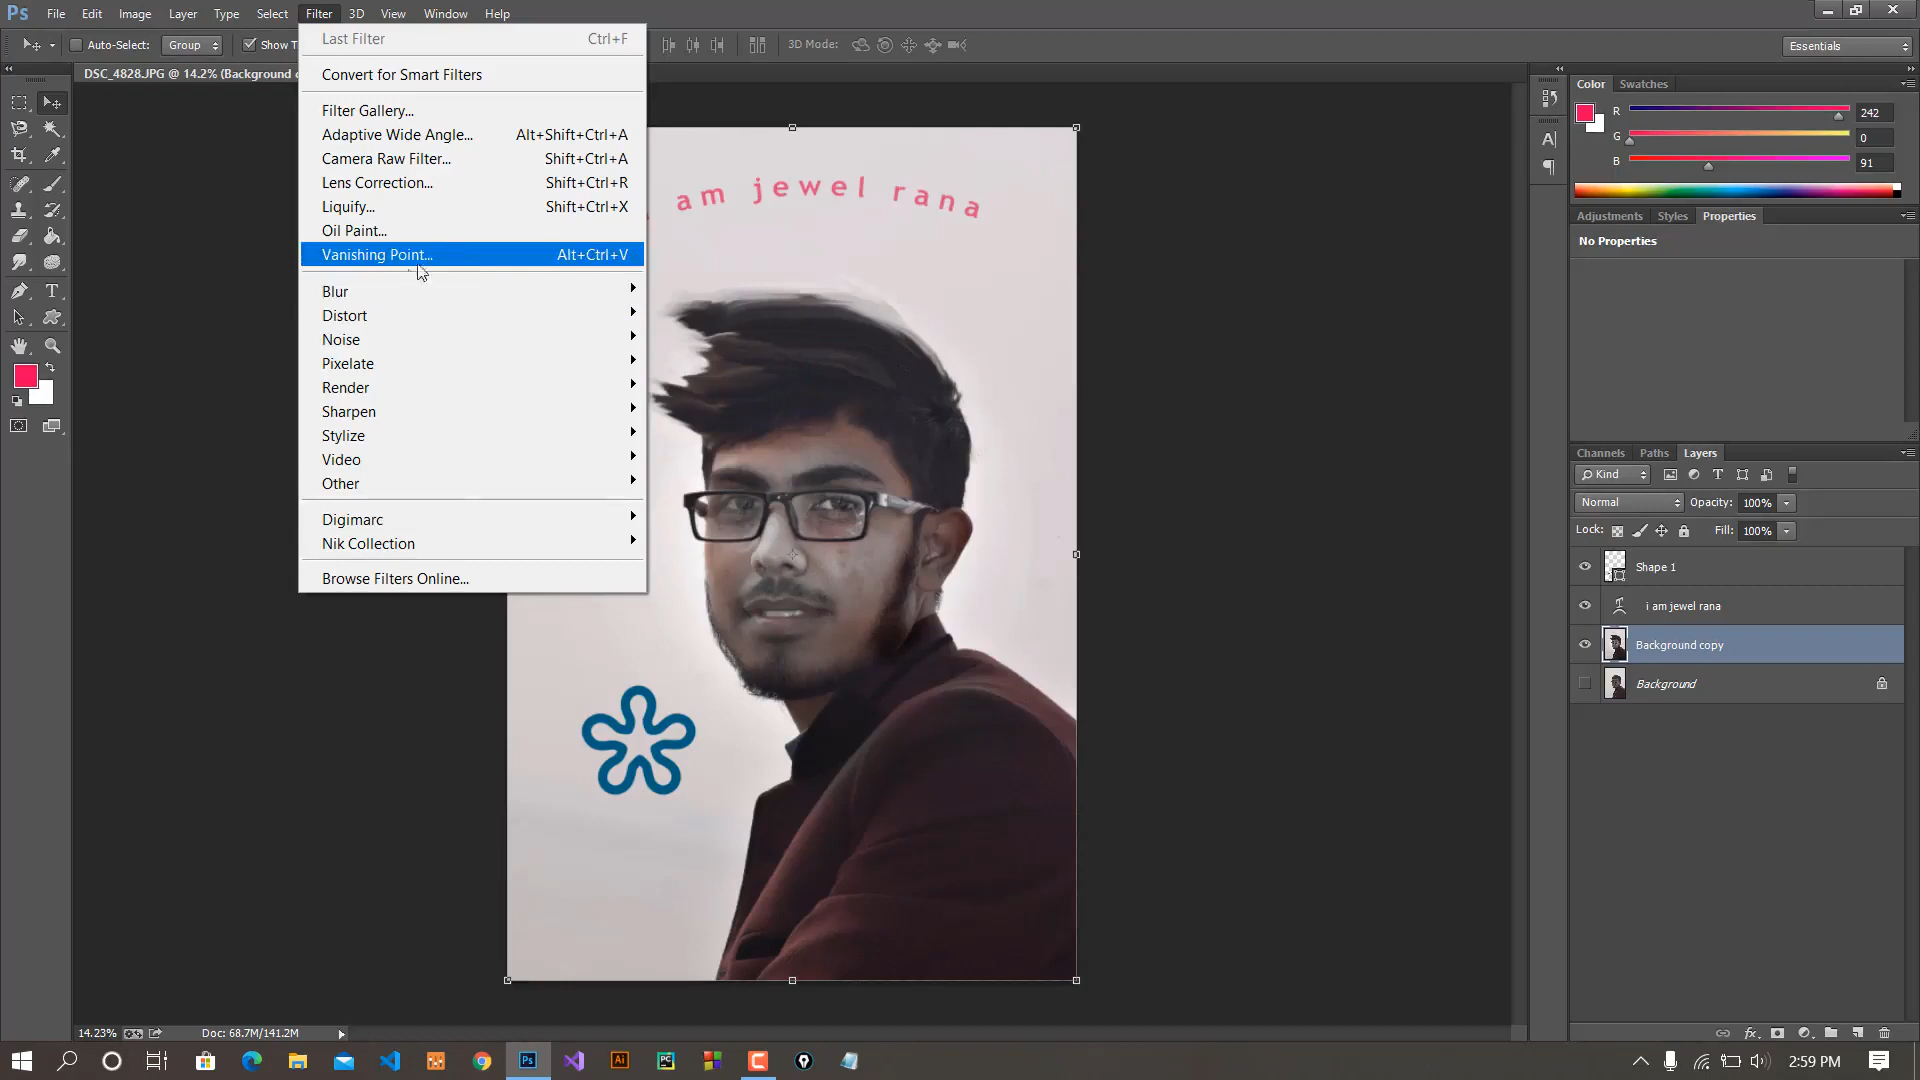 Ps File Edit Image Layer Type Select Filter 3D View Window Help
Auto-Select: Group Show T 3D Mode: Essentials
DSC_4828.JPG @ 14.2% (Background
Last Filter Ctrl+F
Convert for Smart Filters
Filter Gallery...
Adaptive Wide Angle... Alt+Shift+Ctrl+A
Camera Raw Filter... Shift+Ctrl+A
Lens Correction... Shift+Ctrl+R
Liquify... Shift+Ctrl+X
Oil Paint...
Vanishing Point... Alt+Ctrl+V
Blur
Distort
Noise
Pixelate
Render
Sharpen
Stylize
Video
Other
Digimarc
Nik Collection
Browse Filters Online...
am jewel rana
Color Swatches
R 242
G 0
B 91
Adjustments Styles Properties
No Properties
Channels Paths Layers
Kind
Normal Opacity: 100%
Lock: Fill: 100%
Shape 1
i am jewel rana
Background copy
Background
14.23% Doc: 68.7M/141.2M
Ps Ai PC C 2:59 PM